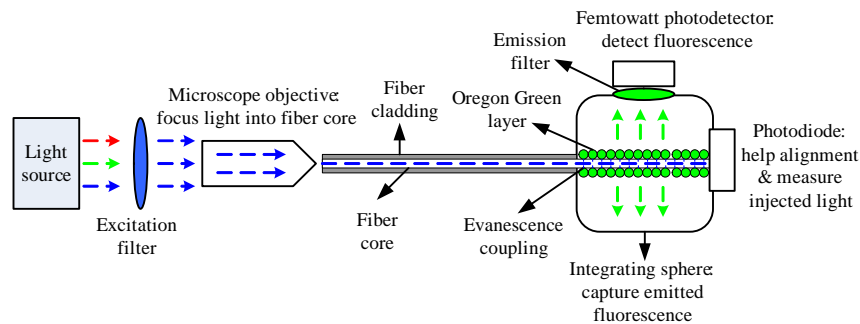 Light
source
Excitation
filter
Microscope objective:
focus light into fiber core
Fiber
cladding
Fiber
core
Emission
filter
Oregon Green
layer
Evanescence
coupling
Femtowatt photodetector:
detect fluorescence
Photodiode:
help alignment
& measure
injected light
Integrating sphere:
capture emitted
fluorescence